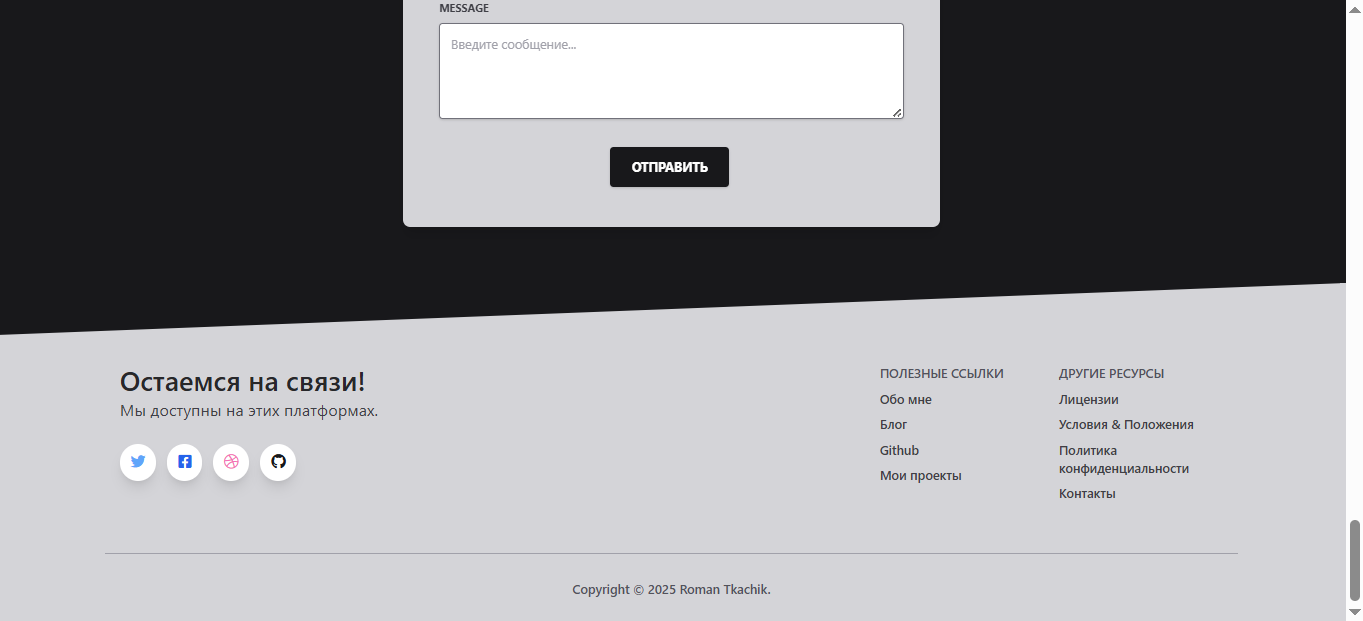 MESSAGE
Введите сообщение...
ОТПРАВИТЬ
Остаемся на связи!
Мы доступны на этих платформах.
ПОЛЕЗНЫЕ ССЫЛКИ
Обо мне
Блог
Github
Мои проекты
ДРУГИЕ РЕСУРСЫ
Лицензии
Условия & Положения
Политика
конфиденциальности
Контакты
Copyright © 2025 Roman Tkachik.